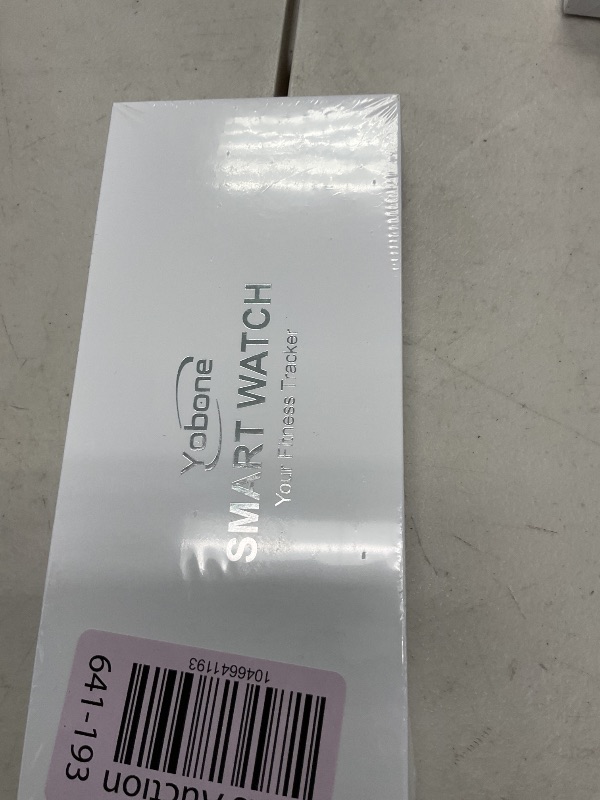 Yobone
SMART WATCH
Your Fitness Tracker
1046641193
641-193
Auction